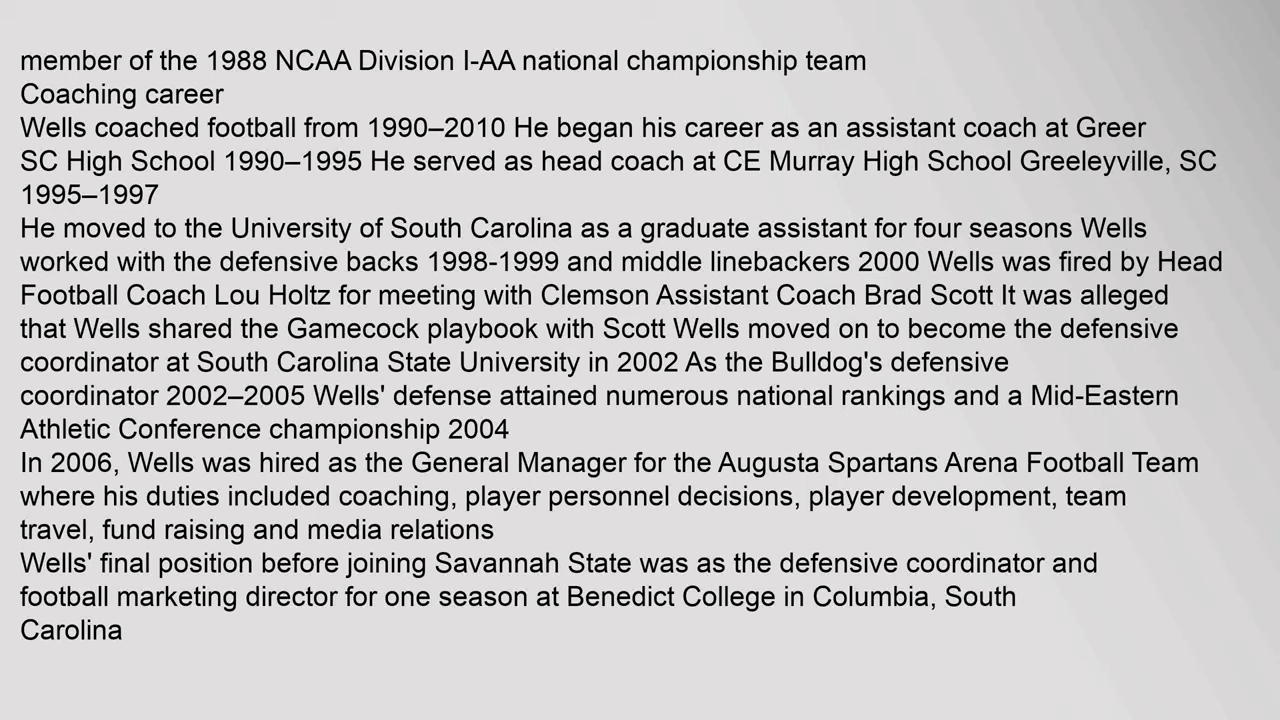 member of the 1988 NCAA Division I-AA national championship team
Coaching career
Wells coached football from 1990–2010 He began his career as an assistant coach at Greer
SC High School 1990–1995 He served as head coach at CE Murray High School Greeleyville, SC
1995–1997
He moved to the University of South Carolina as a graduate assistant for four seasons Wells
worked with the defensive backs 1998-1999 and middle linebackers 2000 Wells was fired by Head
Football Coach Lou Holtz for meeting with Clemson Assistant Coach Brad Scott It was alleged
that Wells shared the Gamecock playbook with Scott Wells moved on to become the defensive
coordinator at South Carolina State University in 2002 As the Bulldog's defensive
coordinator 2002–2005 Wells' defense attained numerous national rankings and a Mid-Eastern
Athletic Conference championship 2004
In 2006, Wells was hired as the General Manager for the Augusta Spartans Arena Football Team
where his duties included coaching, player personnel decisions, player development, team
travel, fund raising and media relations
Wells' final position before joining Savannah State was as the defensive coordinator and
football marketing director for one season at Benedict College in Columbia, South
Carolina